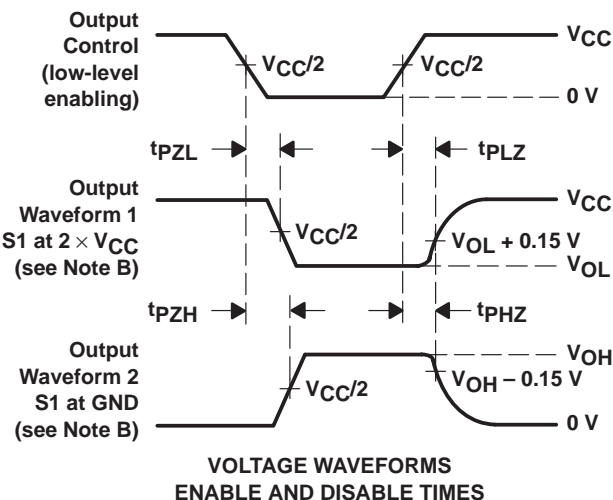 Output
Control
(low-level
enabling)
VCC/2
VCC/2
VCC
0 V
tPZL
tPLZ
Output
Waveform 1
S1 at 2 × VCC
(see Note B)
VCC/2
VCC
VOL + 0.15 V
VOL
tPZH
tPHZ
Output
Waveform 2
S1 at GND
(see Note B)
VCC/2
VOH
VOH – 0.15 V
0 V
VOLTAGE WAVEFORMS
ENABLE AND DISABLE TIMES